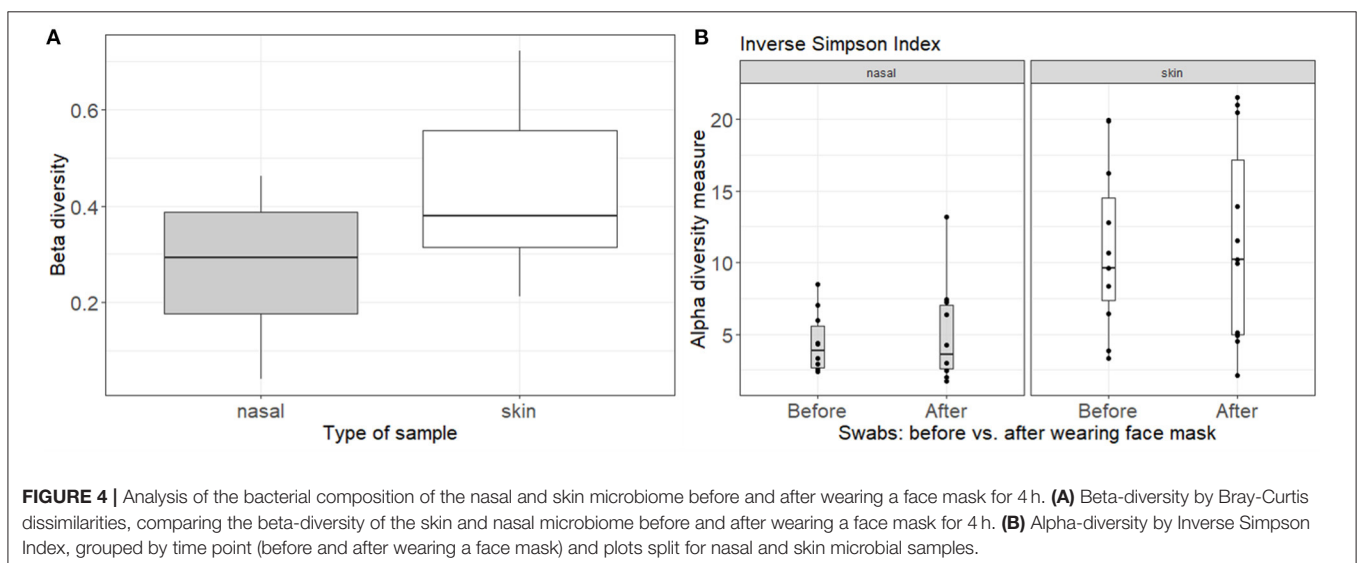 A
Beta diversity
0.6
0.4
0.2
nasal
skin
Type of sample
B
Inverse Simpson Index
nasal
skin
Alpha diversity measure
20
15
10
5
Before
After
Before
After
Swabs: before vs. after wearing face mask
FIGURE 4 | Analysis of the bacterial composition of the nasal and skin microbiome before and after wearing a face mask for 4 h. (A) Beta-diversity by Bray-Curtis
dissimilarities, comparing the beta-diversity of the skin and nasal microbiome before and after wearing a face mask for 4 h. (B) Alpha-diversity by Inverse Simpson
Index, grouped by time point (before and after wearing a face mask) and plots split for nasal and skin microbial samples.